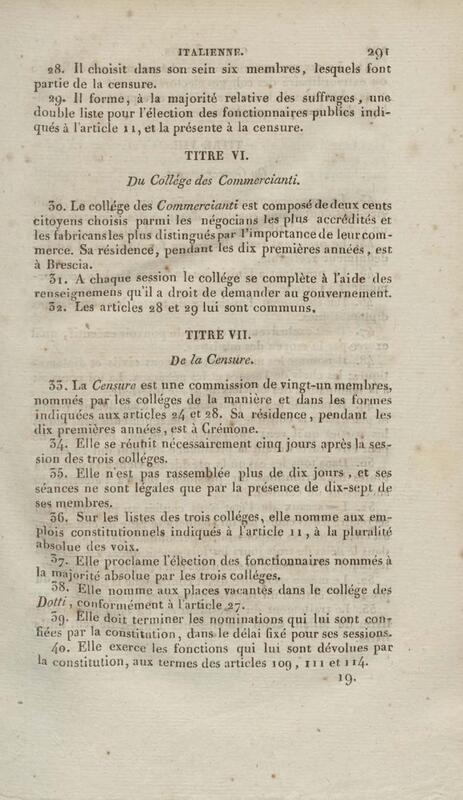 ITALIENNE. 291
28. Il choisit dans son sein six membres, lesquels font
partie de la censure.
29. Il forme, à la majorité relative des suffrages, une
double liste pour l'élection des fonctionnaires publics indi-
qués à l'article 11, et la présente à la censure.
TITRE VI.
Du Collége des Commercianti.
30. Le collége des Commercianti est composé de deux cents
citoyens choisis parmi les négocians les plus accrédités et
les fabricans les plus distingués par l'importance de leur com-
merce. Sa résidence, pendant les dix premières années, est
à Brescia.
31. A chaque session le collége se complète à l'aide des
renseignemens qu'il a droit de demander au gouvernement.
32. Les articles 28 et 29 lui sont communs.
TITRE VII.
De la Censure.
33. La Censure est une commission de vingt-un membres,
nommés par les colléges de la manière et dans les formes
indiquées aux articles 24 et 28. Sa résidence, pendant les
dix premières années, est à Crémone.
34. Elle se réunit nécessairement cinq jours après la ses-
sion des trois colléges.
35. Elle n'est pas rassemblée plus de dix jours, et ses
séances ne sont légales que par la présence de dix-sept de
ses membres.
36. Sur les listes des trois colléges, elle nomme aux em-
plois constitutionnels indiqués à l'article 11, à la pluralité
absolue des voix.
37. Elle proclame l'élection des fonctionnaires nommés à
la majorité absolue par les trois colléges.
38. Elle nomme aux places vacantes dans le collége des
Dotti, conformément à l'article 27.
39. Elle doit terminer les nominations qui lui sont con-
fiées par la constitution, dans le délai fixé pour ses sessions.
40. Elle exerce les fonctions qui lui sont dévolues par
la constitution, aux termes des articles 109, 111 et 114.
19.